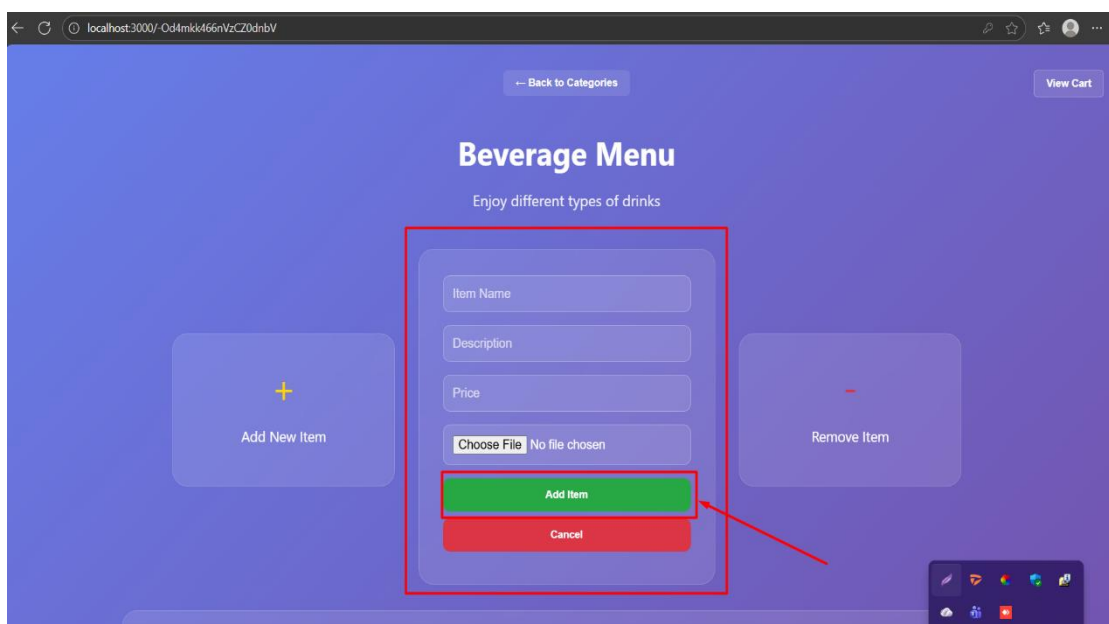 localhost:3000/-Od4mkk466nVzCZ0dnbV
← Back to Categories
View Cart
Beverage Menu
Enjoy different types of drinks
Item Name
Description
Price
Choose File No file chosen
Add Item
Cancel
+
Add New Item
-
Remove Item